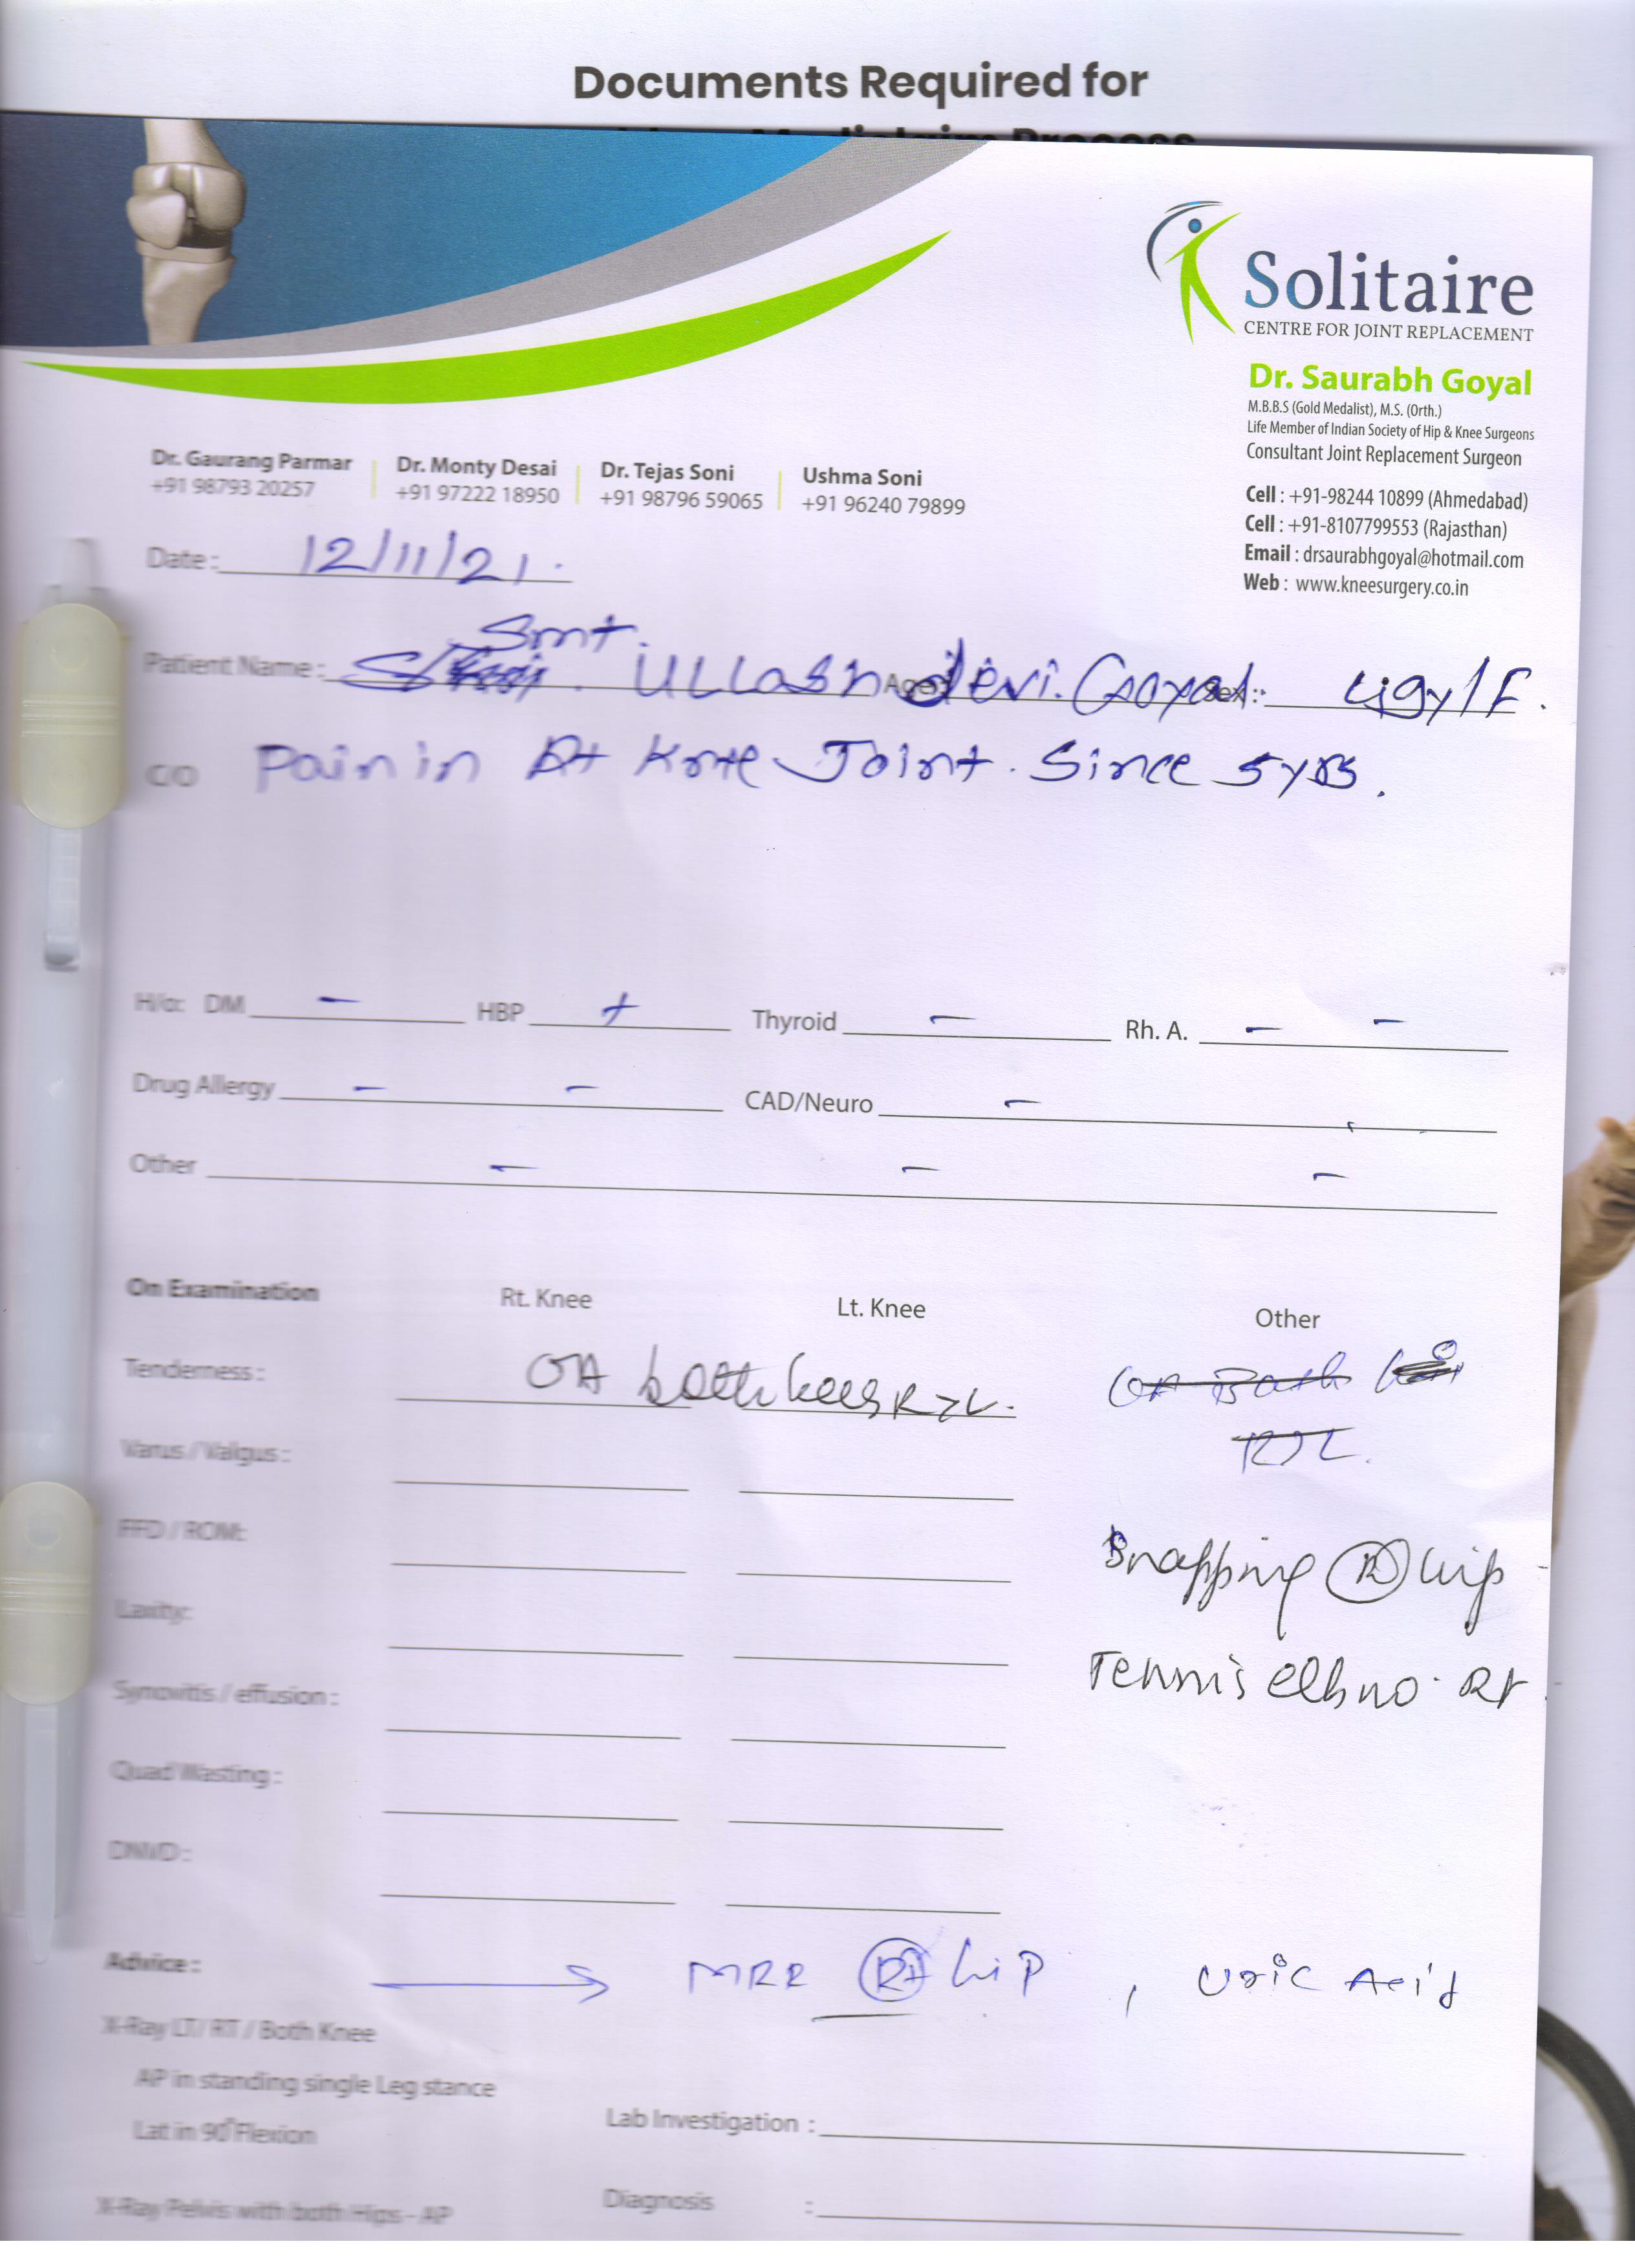 Documents Required for
Mediclaim Process
Solitaire
CENTRE FOR JOINT REPLACEMENT
Dr. Saurabh Goyal
M.B.B.S (Gold Medalist), M.S. (Orth.)
Life Member of Indian Society of Hip & Knee Surgeons
Consultant Joint Replacement Surgeon
Cell : +91-98244 10899 (Ahmedabad)
Cell : +91-8107799553 (Rajasthan)
Email : drsaurabhgoyal@hotmail.com
Web : www.kneesurgery.co.in
Dr. Gaurang Parmar Dr. Monty Desai Dr. Tejas Soni Ushma Soni
+91 98793 20257 +91 97222 18950 +91 98796 59065 +91 96240 79899
Date : 12/11/21.
Smt.
Patient Name : Ullash devi. Goyal Age Sex : 49y/F.
C/O Pain in Rt Knee Joint. Since 5yrs.
H/o: DM - HBP + Thyroid - Rh. A. - -
Drug Allergy - - CAD/Neuro -
Other - - -
On Examination Rt. Knee Lt. Knee Other
Tenderness : OA both knees R>L. OA Both
R>L.
Varus / Valgus :
FFD / ROM:
Snapping (R) hip
Laxity:
Tennis elbno. Rt.
Synovitis / effusion :
Quad Wasting :
DNVD :
Advice : → MRI (Rt) hip , Uric Acid
X-Ray LT/ RT / Both Knee
AP in standing single Leg stance
Lab Investigation :
Lat in 90° Flexion
Diagnosis :
X-Ray Pelvis with both Hips - AP